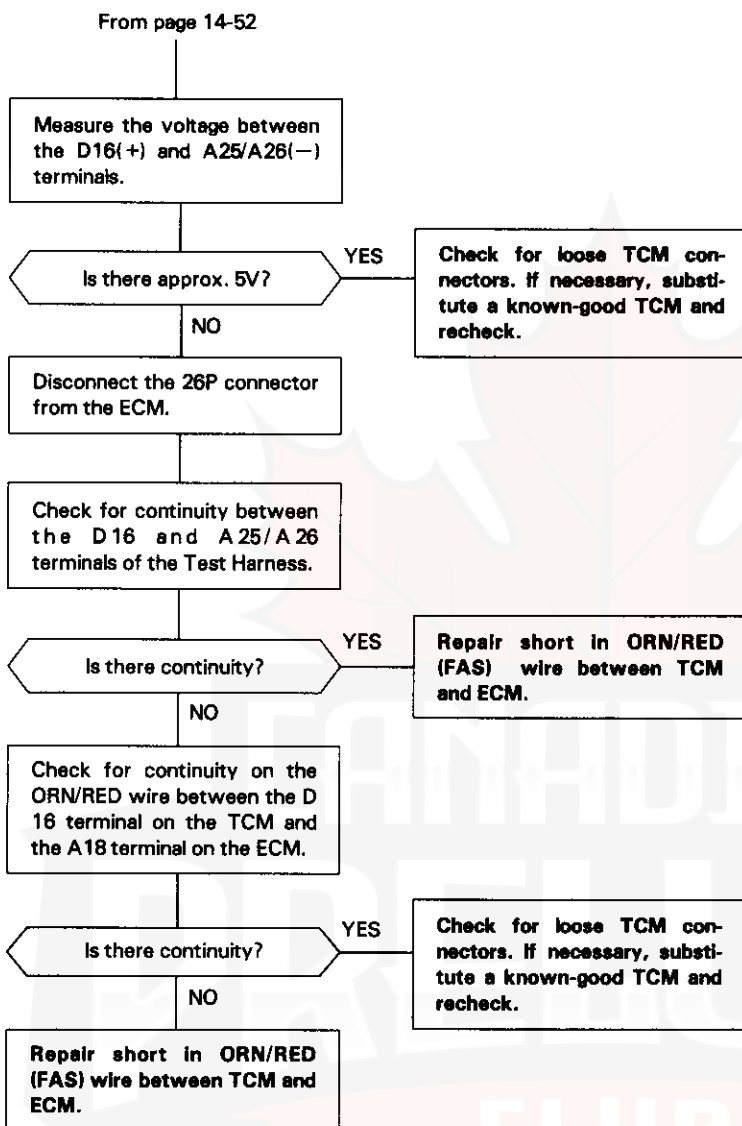 From page 14-52
Measure the voltage between
the D16(+) and A25/A26(−)
terminals.
Is there approx. 5V?
YES
Check for loose TCM con-
nectors. If necessary, substi-
tute a known-good TCM and
recheck.
NO
Disconnect the 26P connector
from the ECM.
Check for continuity between
the D16 and A25/A26
terminals of the Test Harness.
Is there continuity?
YES
Repair short in ORN/RED
(FAS) wire between TCM
and ECM.
NO
Check for continuity on the
ORN/RED wire between the D
16 terminal on the TCM and
the A18 terminal on the ECM.
Is there continuity?
YES
Check for loose TCM con-
nectors. If necessary, substi-
tute a known-good TCM and
recheck.
NO
Repair short in ORN/RED
(FAS) wire between TCM and
ECM.